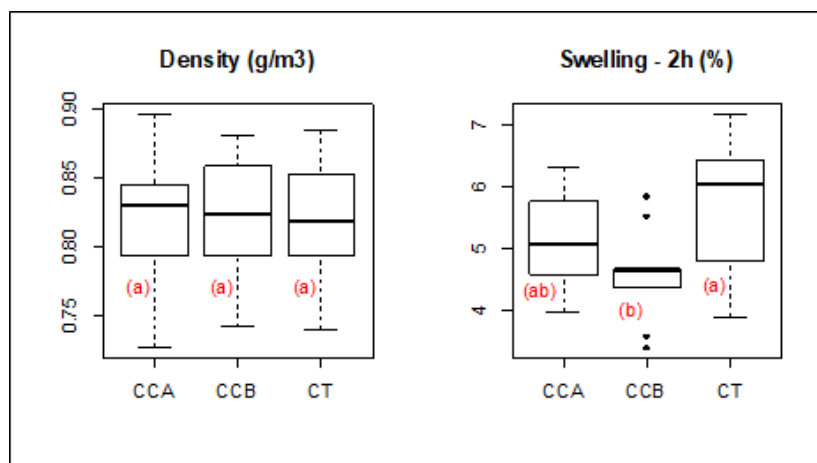 Density (g/m3)
0.90
0.85
0.80
0.75
(a)
(a)
(a)
CCA
CCB
CT
Swelling - 2h (%)
7
6
5
4
(ab)
(b)
(a)
CCA
CCB
CT